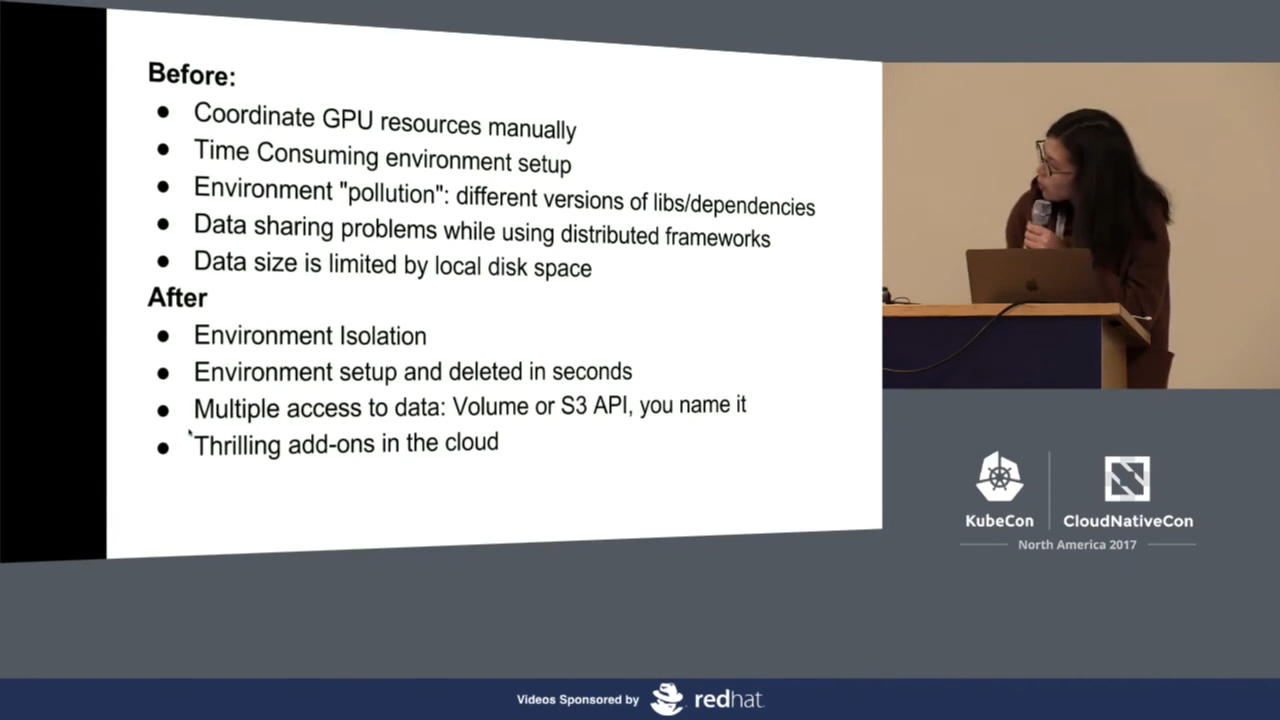 Before:
● Coordinate GPU resources manually
● Time Consuming environment setup
● Environment "pollution": different versions of libs/dependencies
● Data sharing problems while using distributed frameworks
● Data size is limited by local disk space
After
● Environment Isolation
● Environment setup and deleted in seconds
● Multiple access to data: Volume or S3 API, you name it
● Thrilling add-ons in the cloud
KubeCon
CloudNativeCon
North America 2017
Videos Sponsored by redhat.